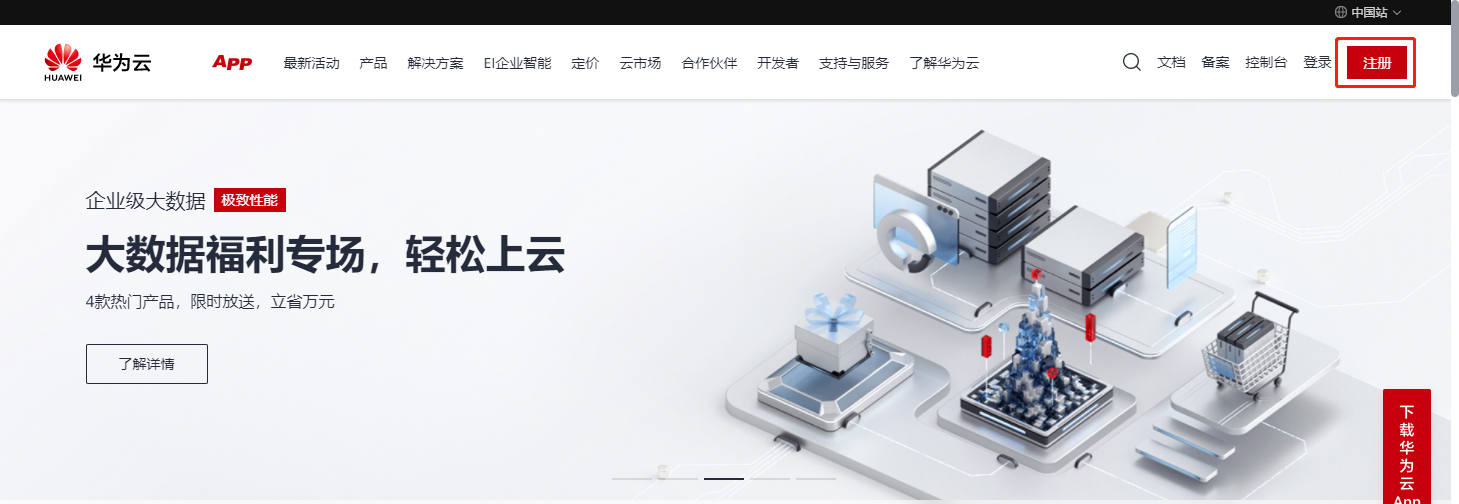 中国站
HUAWEI 华为云 APP 最新活动 产品 解决方案 EI企业智能 定价 云市场 合作伙伴 开发者 支持与服务 了解华为云 文档 备案 控制台 登录 注册
企业级大数据 极致性能
大数据福利专场，轻松上云
4款热门产品，限时放送，立省万元
了解详情
下载华为云App